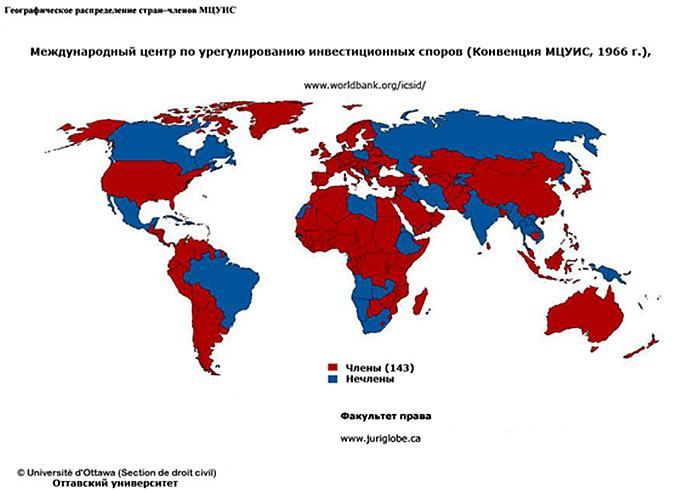 Географическое распределение стран–членов МЦУИС
Международный центр по урегулированию инвестиционных споров (Конвенция МЦУИС, 1966 г.),
www.worldbank.org/icsid/
Члены (143)
Нечлены
Факультет права
www.juriglobe.ca
© Université d'Ottawa (Section de droit civil)
Оттавский университет